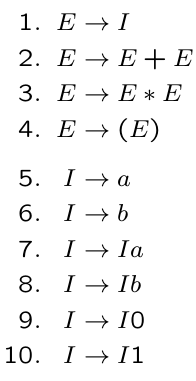 1. E → I
2. E → E + E
3. E → E ∗ E
4. E → (E)
5. I → a
6. I → b
7. I → Ia
8. I → Ib
9. I → I0
10. I → I1